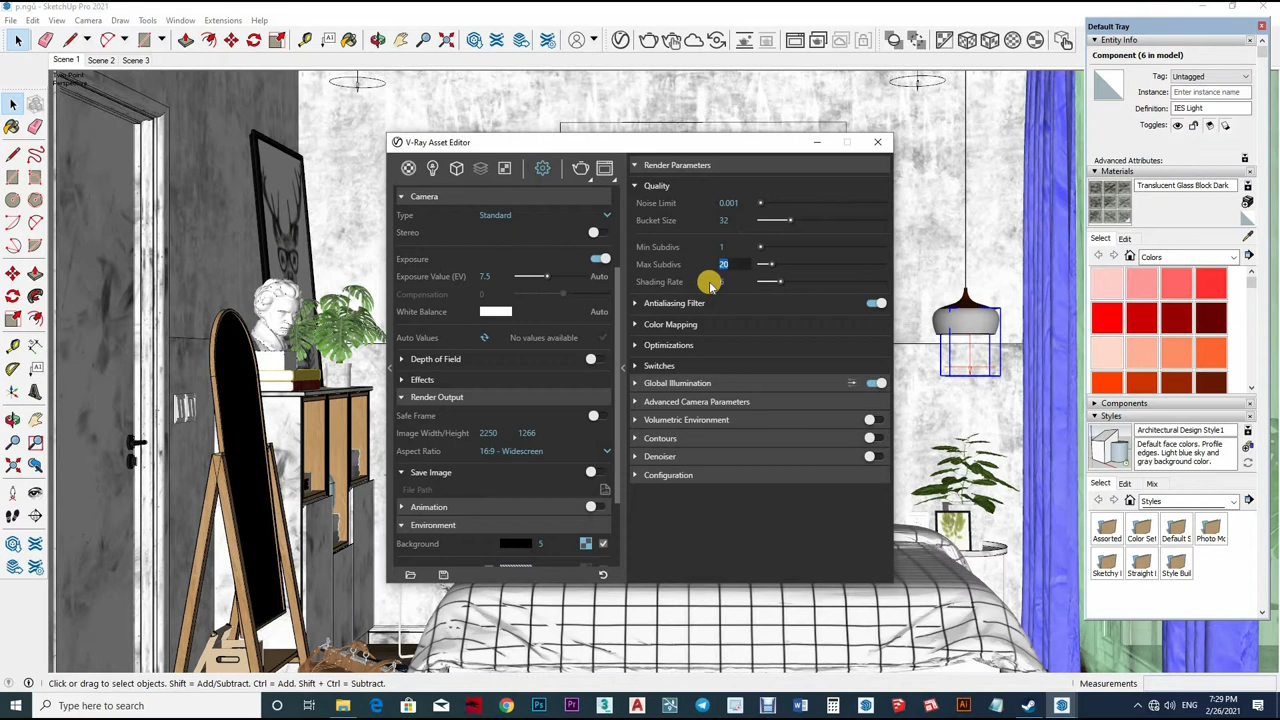 p.ngủ - SketchUp Pro 2021
File Edit View Camera Draw Tools Window Extensions Help
Scene 1 Scene 2 Scene 3
Two-Point
Perspective
V-Ray Asset Editor
Camera
Type Standard
Stereo
Exposure
Exposure Value (EV) 7.5 Auto
Compensation 0
White Balance Auto
Auto Values No values available
Depth of Field
Effects
Render Output
Safe Frame
Image Width/Height 2250 1266
Aspect Ratio 16:9 - Widescreen
Save Image
File Path
Animation
Environment
Background 5
Render Parameters
Quality
Noise Limit 0.001
Bucket Size 32
Min Subdivs 1
Max Subdivs 20
Shading Rate 6
Antialiasing Filter
Color Mapping
Optimizations
Switches
Global Illumination
Advanced Camera Parameters
Volumetric Environment
Contours
Denoiser
Configuration
Default Tray
Entity Info
Component (6 in model)
Tag: Untagged
Instance: Enter instance name
Definition: IES Light
Toggles:
Advanced Attributes:
Materials
Translucent Glass Block Dark
Select Edit
Colors
Components
Styles
Architectural Design Style1
Default face colors. Profile
edges. Light blue sky and
gray background color.
Select Edit Mix
Styles
Assorted Color Set Default S Photo Mo
Sketchy I Straight I Style Buil
Click or drag to select objects. Shift = Add/Subtract. Ctrl = Add. Shift + Ctrl = Subtract.
Measurements
Type here to search
ENG
7:29 PM
2/26/2021